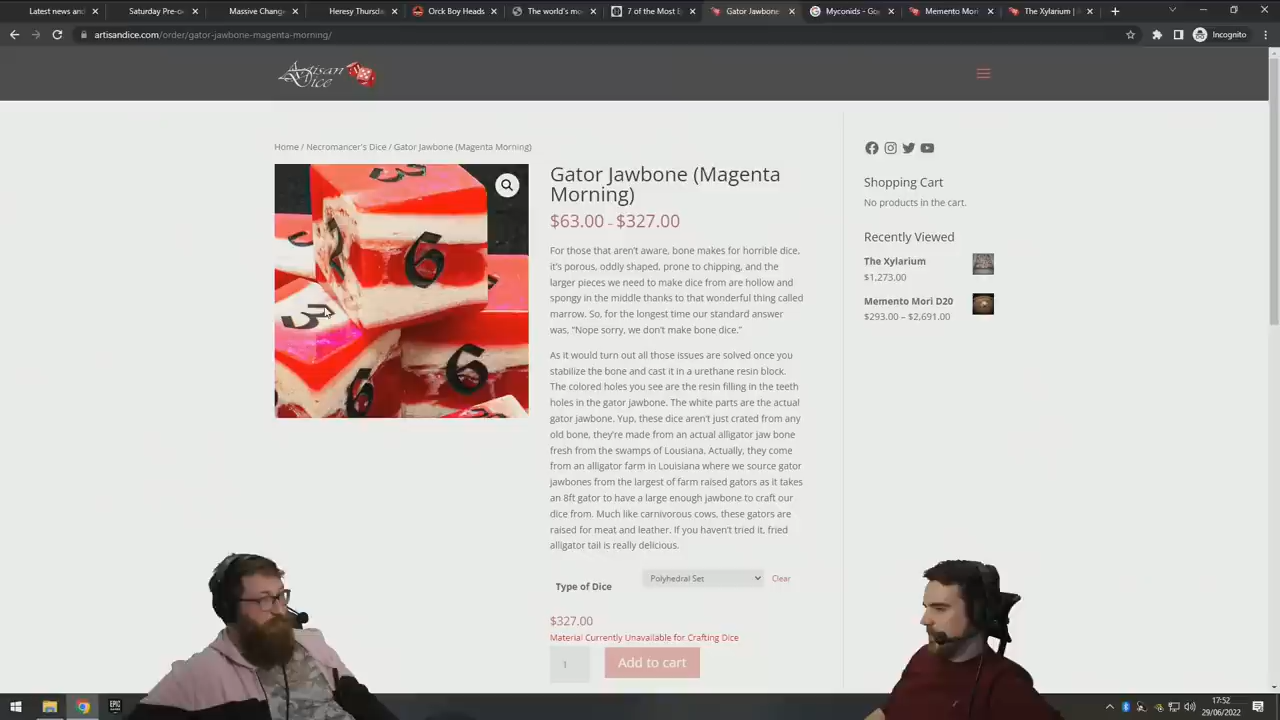 Latest news from
Saturday Morning
Ork Boy Heads
The world's most
Gator Jawbone
Myconids -
The Xylarium
artisandice.com/order/gator-jawbone-magenta-morning/
Incognito
Artisan Dice
Home / Necromancer's Dice / Gator Jawbone (Magenta Morning)
Gator Jawbone (Magenta
Morning)
$63.00 – $327.00
For those that aren't aware, bone makes for horrible dice,
it's porous, oddly shaped, prone to chipping, and the
larger pieces we need to make dice from are hollow and
spongy in the middle thanks to that wonderful thing called
marrow. So, for the longest time our standard answer
was, "Nope sorry, we don't make bone dice."
As it would turn out all those issues are solved once you
stabilize the bone and cast it in a urethane resin block.
The colored holes you see are the resin filling in the teeth
holes in the gator jawbone. The white parts are the actual
gator jawbone. Yup, these dice aren't just crated from any
old bone, they're made from an actual alligator jaw bone
fresh from the swamps of Lousiana. Actually, they come
from an alligator farm in Louisiana where we source gator
jawbones from the largest of farm raised gators as it takes
an 8ft gator to have a large enough jawbone to craft our
dice from. Much like carnivorous cows, these gators are
raised for meat and leather. If you haven't tried it, fried
alligator tail is really delicious.
Type of Dice
Polyhedral Set
Clear
$327.00
Material Currently Unavailable for Crafting Dice
1
Add to cart
Shopping Cart
No products in the cart.
Recently Viewed
The Xylarium
$1,273.00
Memento Mori D20
$293.00 – $2,691.00
3
6
3
6
6
EPIC
17:52
29/06/2022